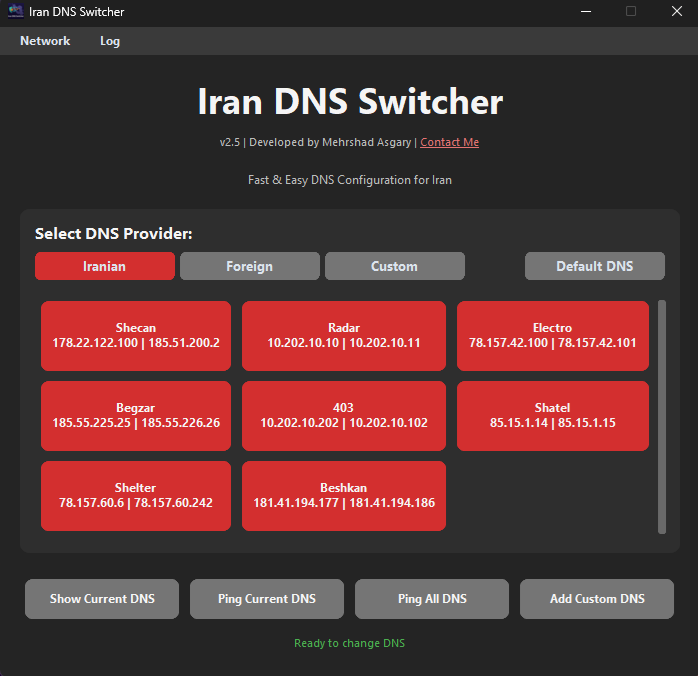 Iran DNS Switcher
Network Log
Iran DNS Switcher
v2.5 | Developed by Mehrshad Asgary | Contact Me
Fast & Easy DNS Configuration for Iran
Select DNS Provider:
Iranian Foreign Custom Default DNS
Shecan
178.22.122.100 | 185.51.200.2
Radar
10.202.10.10 | 10.202.10.11
Electro
78.157.42.100 | 78.157.42.101
Begzar
185.55.225.25 | 185.55.226.26
403
10.202.10.202 | 10.202.10.102
Shatel
85.15.1.14 | 85.15.1.15
Shelter
78.157.60.6 | 78.157.60.242
Beshkan
181.41.194.177 | 181.41.194.186
Show Current DNS Ping Current DNS Ping All DNS Add Custom DNS
Ready to change DNS